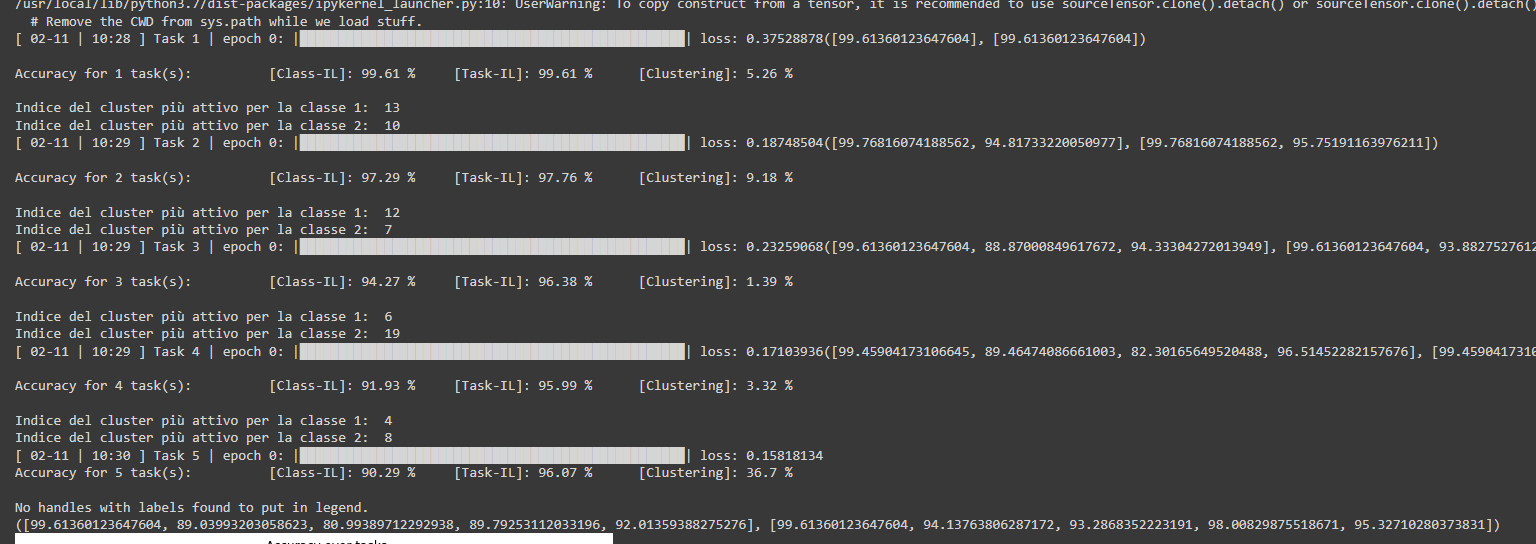 /usr/local/lib/python3.7/dist-packages/ipykernel_launcher.py:10: UserWarning: To copy construct from a tensor, it is recommended to use sourceTensor.clone().detach() or sourceTensor.clone().detach()
# Remove the CWD from sys.path while we load stuff.
[ 02-11 | 10:28 ] Task 1 | epoch 0: |████████████████████████████████████████████████| loss: 0.37528878([99.61360123647604], [99.61360123647604])
Accuracy for 1 task(s): [Class-IL]: 99.61 % [Task-IL]: 99.61 % [Clustering]: 5.26 %
Indice del cluster più attivo per la classe 1: 13
Indice del cluster più attivo per la classe 2: 10
[ 02-11 | 10:29 ] Task 2 | epoch 0: |████████████████████████████████████████████████| loss: 0.18748504([99.76816074188562, 94.81733220050977], [99.76816074188562, 95.75191163976211])
Accuracy for 2 task(s): [Class-IL]: 97.29 % [Task-IL]: 97.76 % [Clustering]: 9.18 %
Indice del cluster più attivo per la classe 1: 12
Indice del cluster più attivo per la classe 2: 7
[ 02-11 | 10:29 ] Task 3 | epoch 0: |████████████████████████████████████████████████| loss: 0.23259068([99.61360123647604, 88.87000849617672, 94.33304272013949], [99.61360123647604, 93.8827527612
Accuracy for 3 task(s): [Class-IL]: 94.27 % [Task-IL]: 96.38 % [Clustering]: 1.39 %
Indice del cluster più attivo per la classe 1: 6
Indice del cluster più attivo per la classe 2: 19
[ 02-11 | 10:29 ] Task 4 | epoch 0: |████████████████████████████████████████████████| loss: 0.17103936([99.45904173106645, 89.46474086661003, 82.30165649520488, 96.51452282157676], [99.4590417310
Accuracy for 4 task(s): [Class-IL]: 91.93 % [Task-IL]: 95.99 % [Clustering]: 3.32 %
Indice del cluster più attivo per la classe 1: 4
Indice del cluster più attivo per la classe 2: 8
[ 02-11 | 10:30 ] Task 5 | epoch 0: |████████████████████████████████████████████████| loss: 0.15818134
Accuracy for 5 task(s): [Class-IL]: 90.29 % [Task-IL]: 96.07 % [Clustering]: 36.7 %
No handles with labels found to put in legend.
([99.61360123647604, 89.03993203058623, 80.99389712292938, 89.79253112033196, 92.01359388275276], [99.61360123647604, 94.13763806287172, 93.2868352223191, 98.00829875518671, 95.32710280373831])
Accuracy over tasks